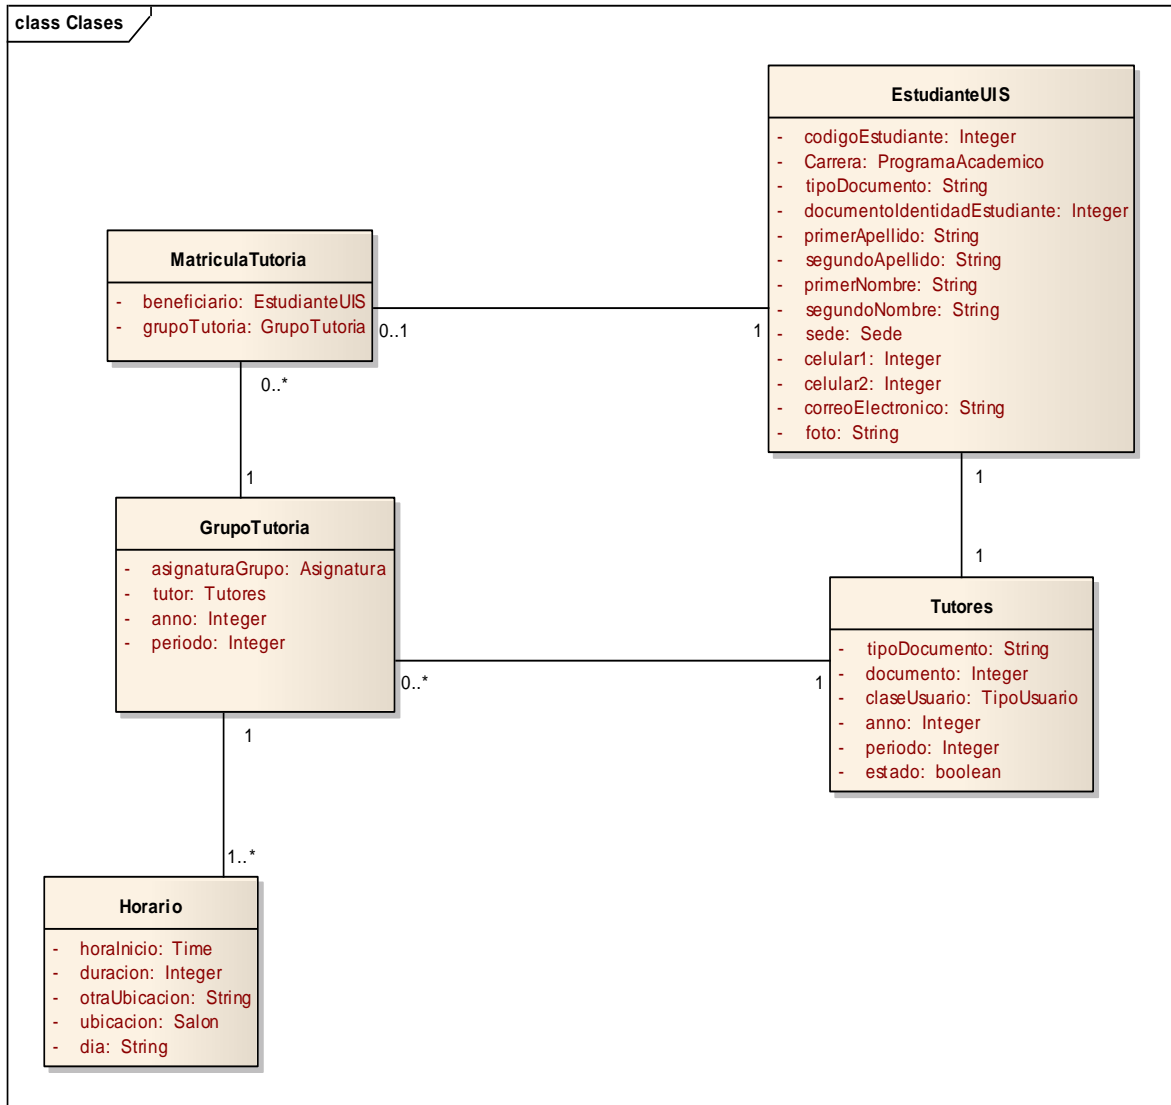 class Clases
EstudianteUIS
- codigoEstudiante: Integer
- Carrera: ProgramaAcademico
- tipoDocumento: String
- documentoIdentidadEstudiante: Integer
- primerApellido: String
- segundoApellido: String
- primerNombre: String
- segundoNombre: String
- sede: Sede
- celular1: Integer
- celular2: Integer
- correoElectronico: String
- foto: String
MatriculaTutoria
- beneficiario: EstudianteUIS
- grupoTutoria: GrupoTutoria
0..1
1
0..*
1
1
1
GrupoTutoria
- asignaturaGrupo: Asignatura
- tutor: Tutores
- anno: Integer
- periodo: Integer
Tutores
- tipoDocumento: String
- documento: Integer
- claseUsuario: TipoUsuario
- anno: Integer
- periodo: Integer
- estado: boolean
0..*
1
1
1..*
Horario
- horaInicio: Time
- duracion: Integer
- otraUbicacion: String
- ubicacion: Salon
- dia: String